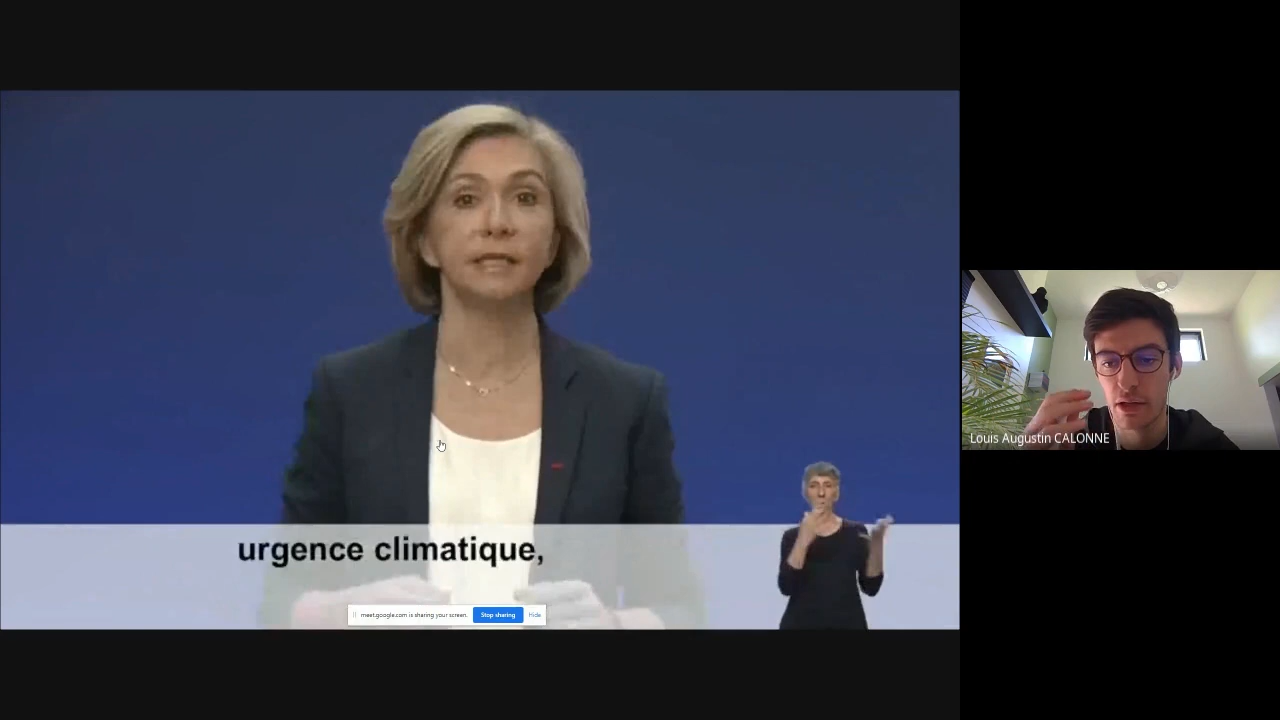 urgence climatique,
meet.google.com is sharing your screen.
Stop sharing
Hide
Louis Augustin CALONNE